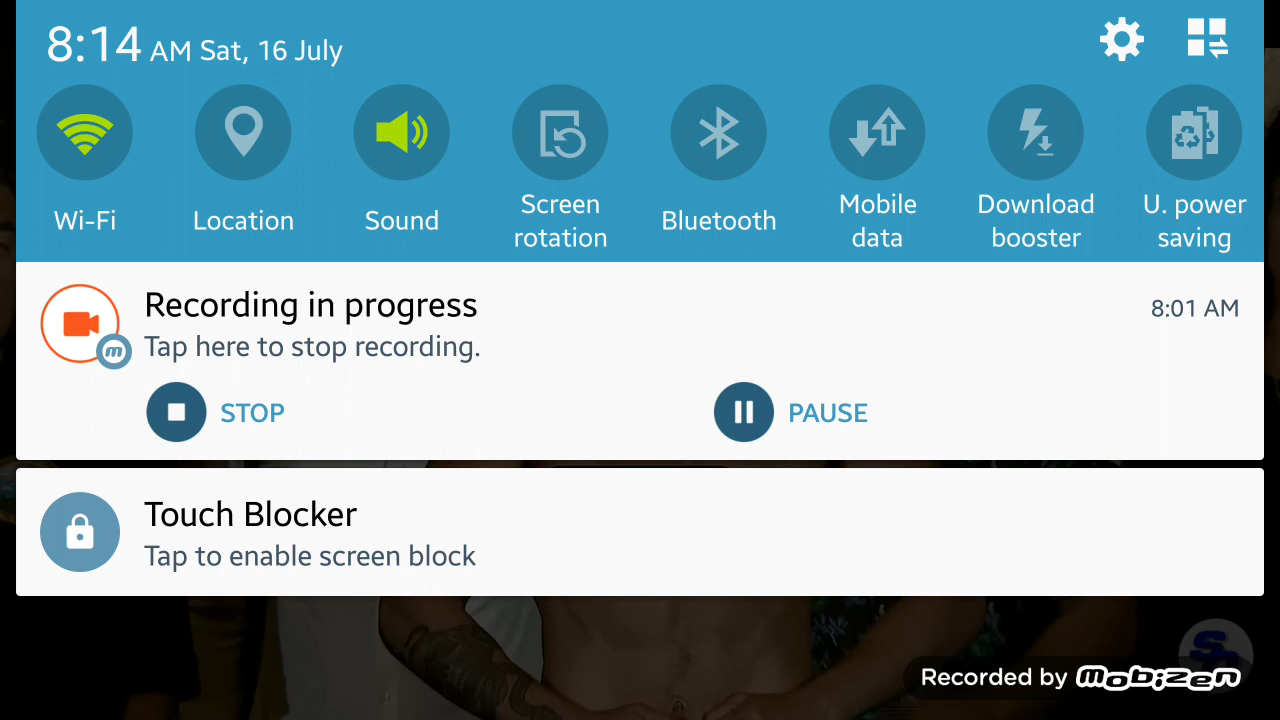 8:14 AM Sat, 16 July
Wi-Fi
Location
Sound
Screen
rotation
Bluetooth
Mobile
data
Download
booster
U. power
saving
Recording in progress
8:01 AM
m
Tap here to stop recording.
STOP
PAUSE
Touch Blocker
Tap to enable screen block
Recorded by mobizen